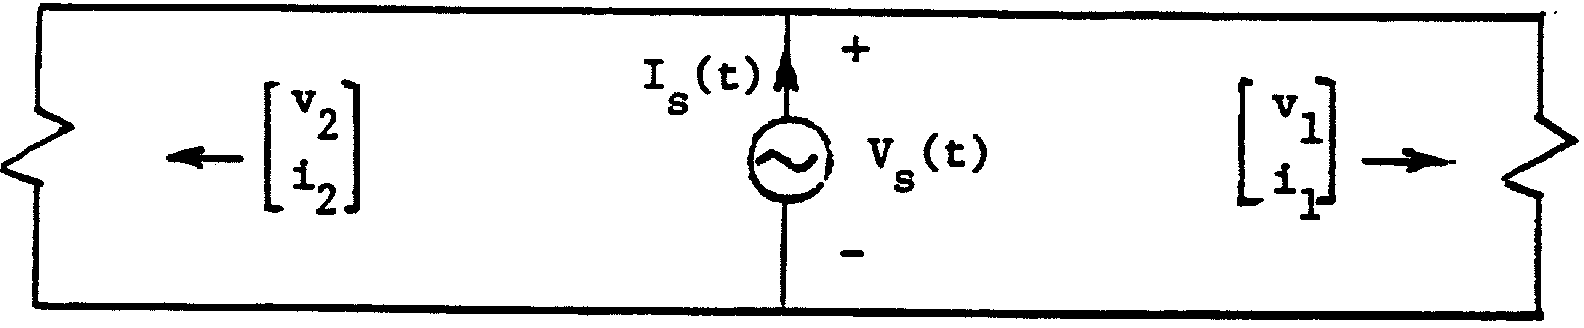 +
I_s(t)
[v_2 i_2]
V_s(t)
[v_1 i_1]
-